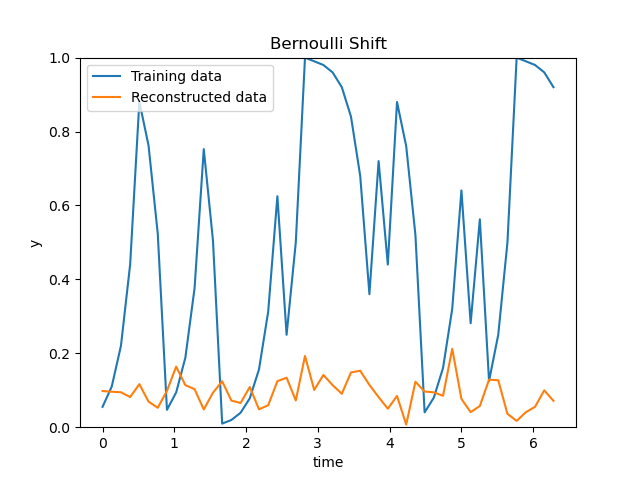 Bernoulli Shift
1.0
Training data
Reconstructed data
0.8
0.6
y
0.4
0.2
0.0
0 1 2 3 4 5 6
time